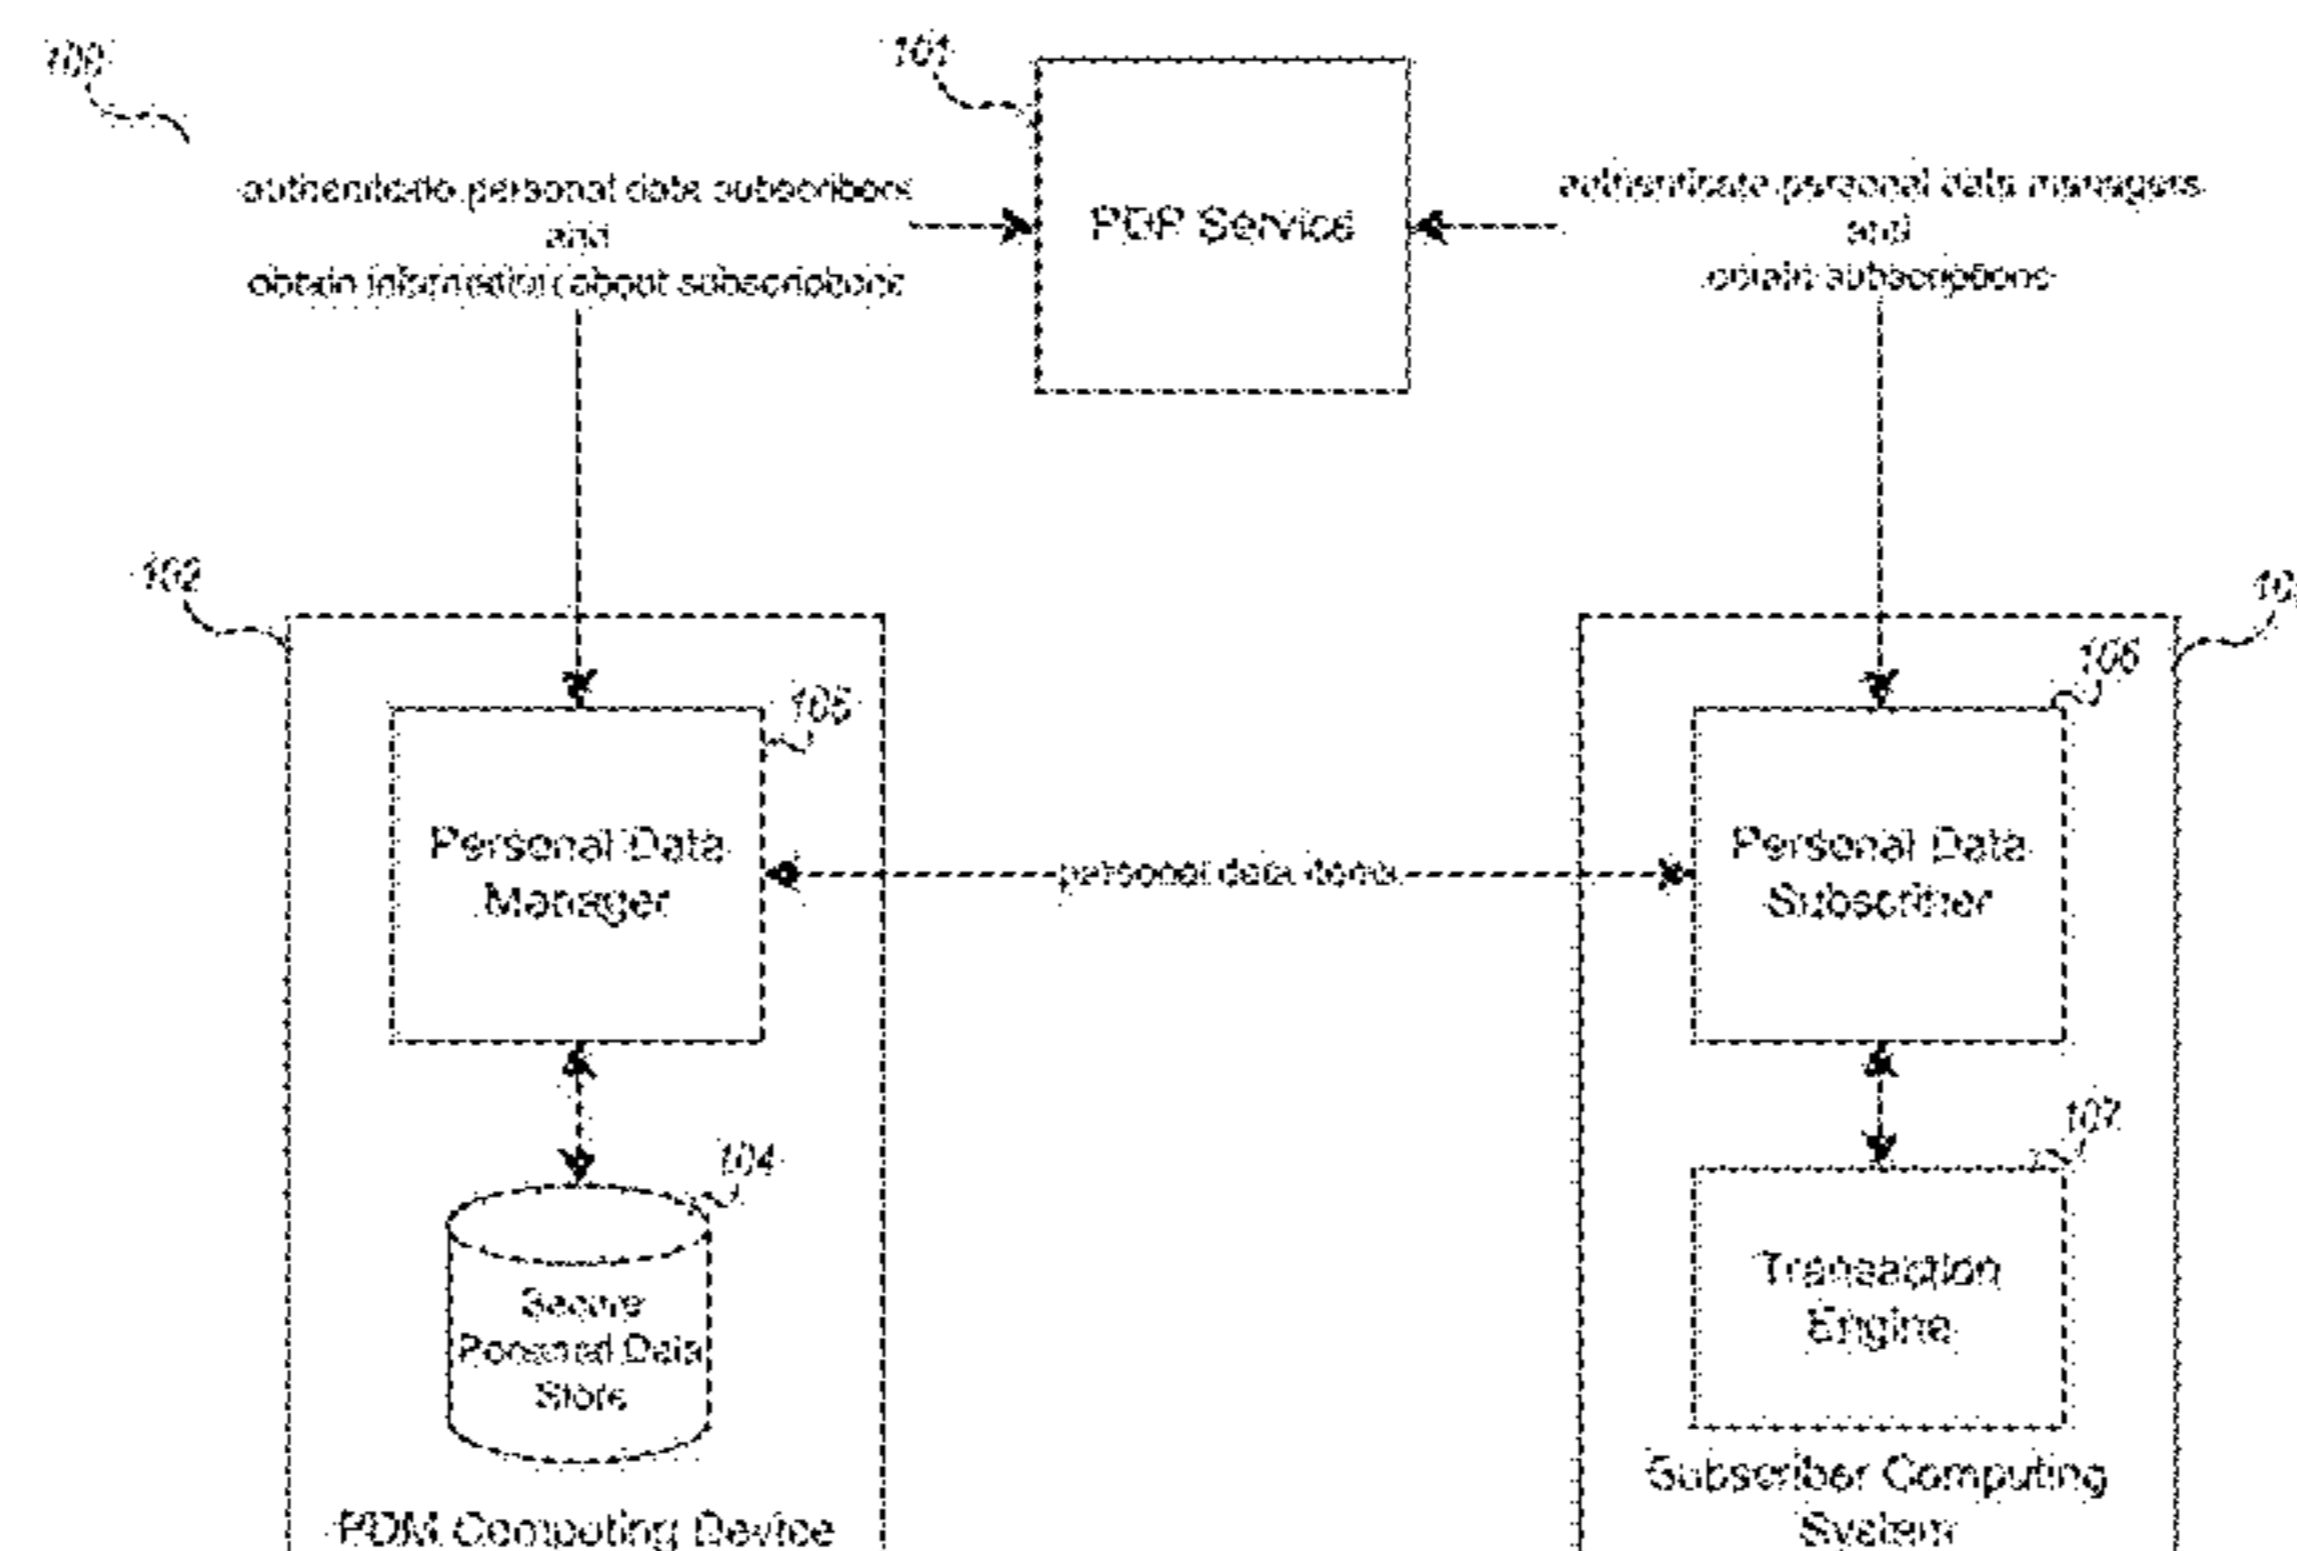 100
101
authenticate personal data subscribers
and
obtain information about subscriptions
PDP Service
authenticate personal data managers
and
obtain subscriptions
102
10
106
105
Personal Data
Manager
personal data items
Personal Data
Subscriber
107
104
Transaction
Engine
Secure
Personal Data
Store
Subscriber Computing
System
PDM Computing Device